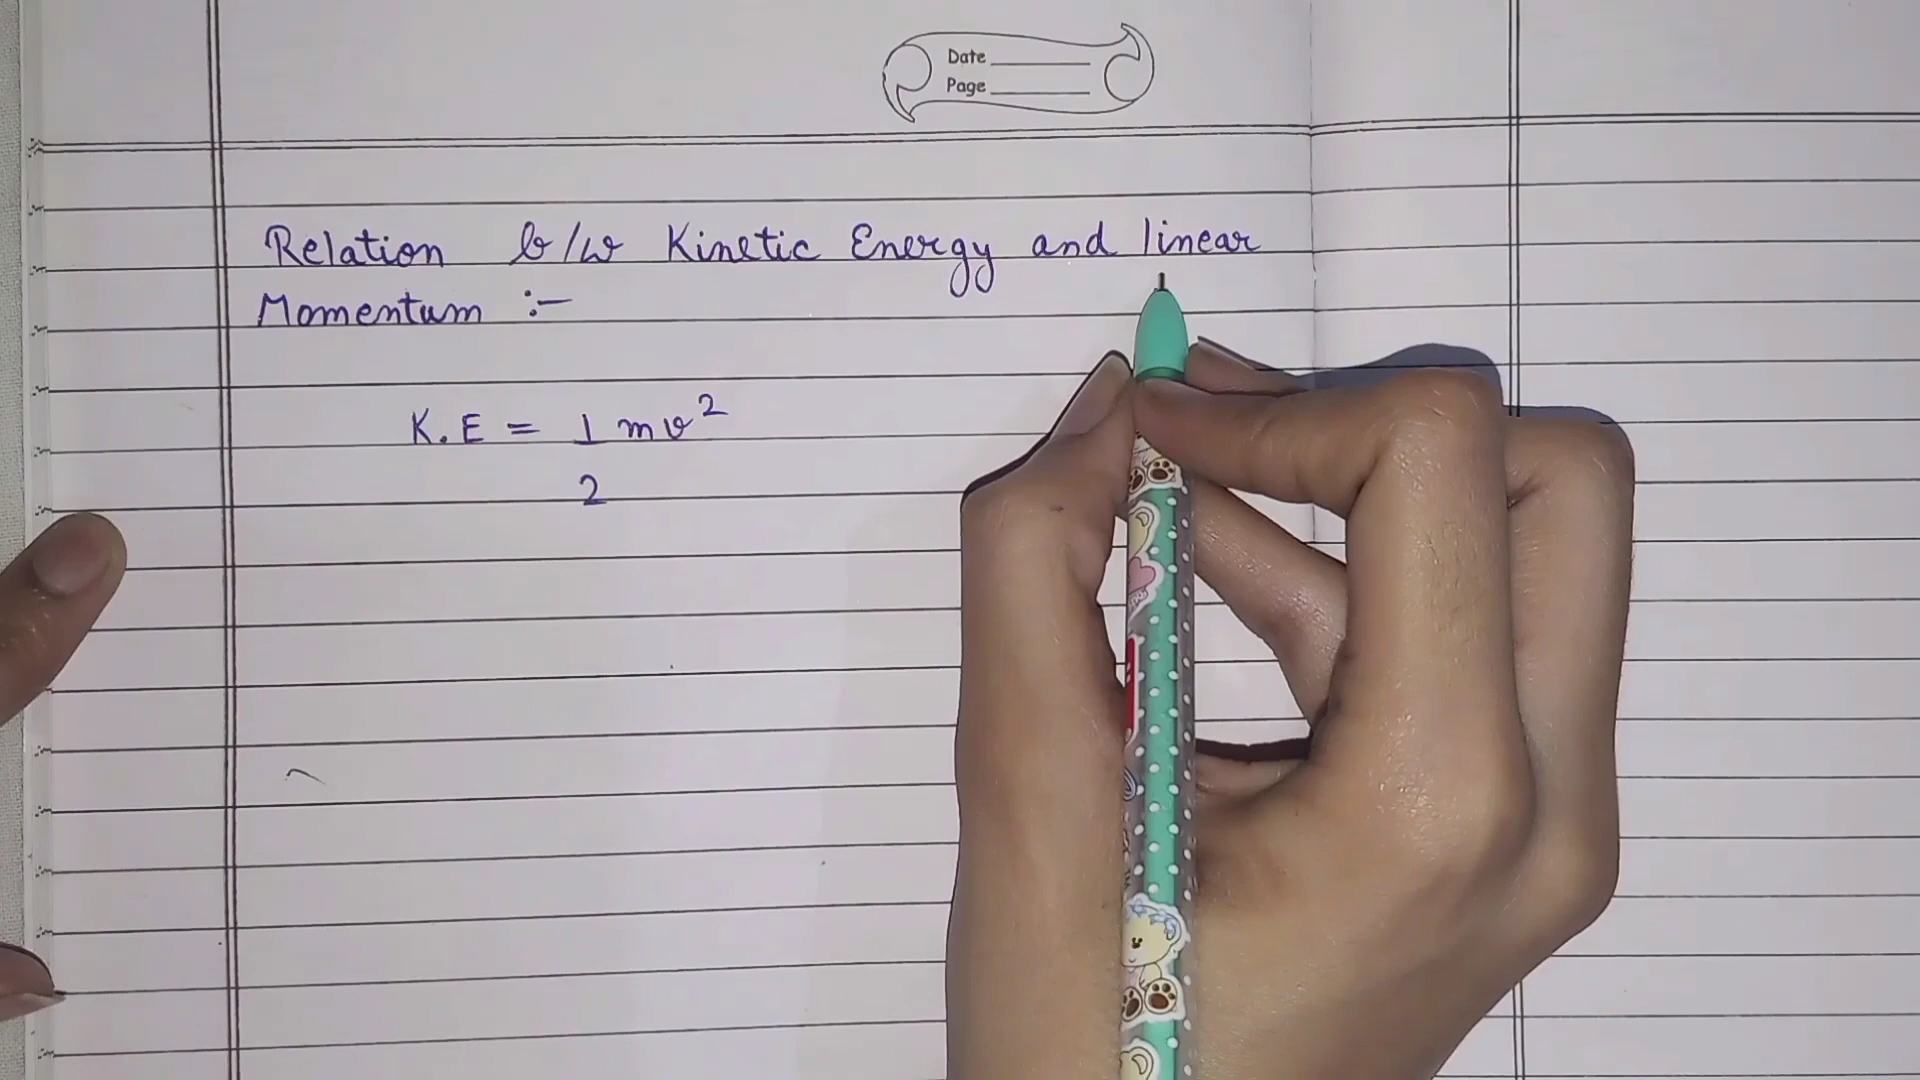 Date
Page
Relation b/w Kinetic Energy and linear
Momentum :-
K.E = 1 mv²
2